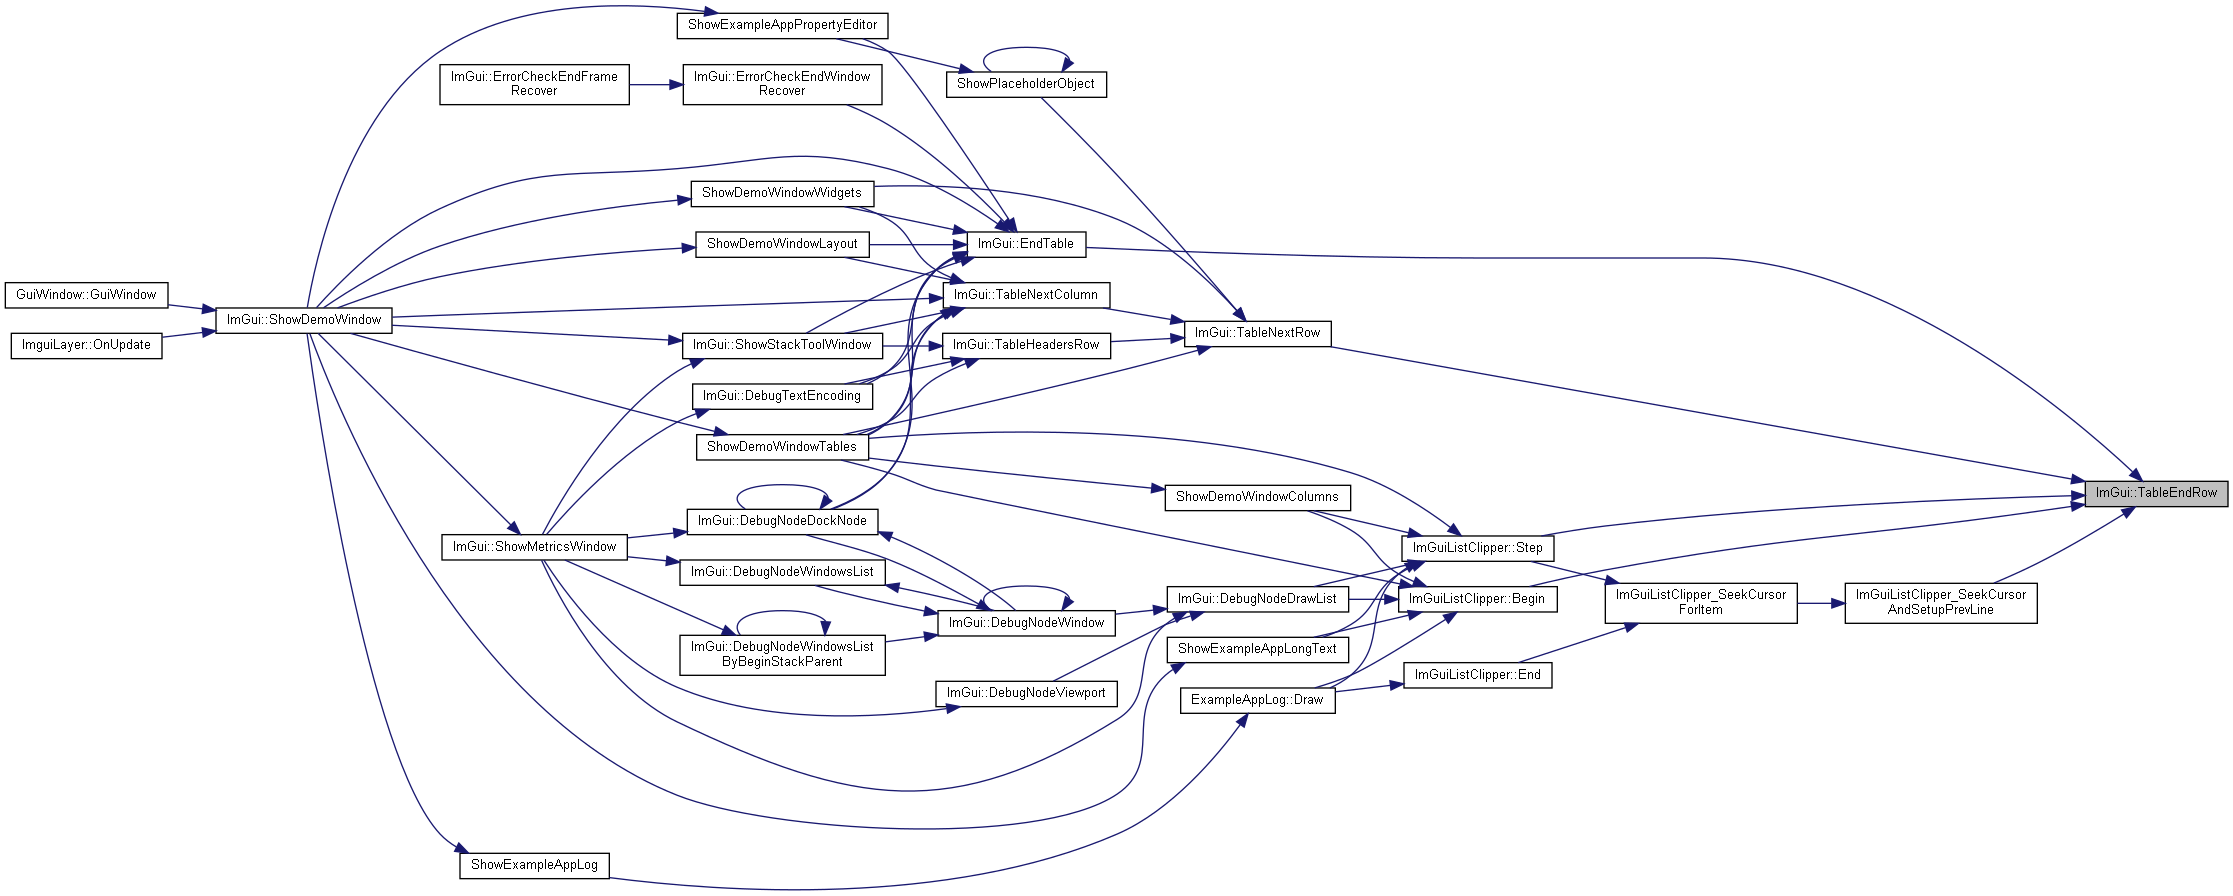 ShowExampleAppPropertyEditor
ImGui::ErrorCheckEndFrame
Recover
ImGui::ErrorCheckEndWindow
Recover
ShowPlaceholderObject
ShowDemoWindowWidgets
ShowDemoWindowLayout
ImGui::EndTable
GuiWindow::GuiWindow
ImGui::TableNextColumn
ImGui::ShowDemoWindow
ImGui::TableNextRow
ImguiLayer::OnUpdate
ImGui::ShowStackToolWindow
ImGui::TableHeadersRow
ImGui::DebugTextEncoding
ShowDemoWindowTables
ShowDemoWindowColumns
ImGui::TableEndRow
ImGui::DebugNodeDockNode
ImGui::ShowMetricsWindow
ImGuiListClipper::Step
ImGui::DebugNodeWindowsList
ImGui::DebugNodeDrawList
ImGuiListClipper::Begin
ImGuiListClipper_SeekCursor
ForItem
ImGuiListClipper_SeekCursor
AndSetupPrevLine
ImGui::DebugNodeWindow
ImGui::DebugNodeWindowsList
ByBeginStackParent
ShowExampleAppLongText
ImGuiListClipper::End
ImGui::DebugNodeViewport
ExampleAppLog::Draw
ShowExampleAppLog